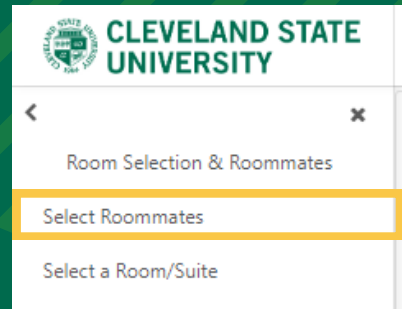 CLEVELAND STATE
UNIVERSITY
Room Selection & Roommates
Select Roommates
Select a Room/Suite